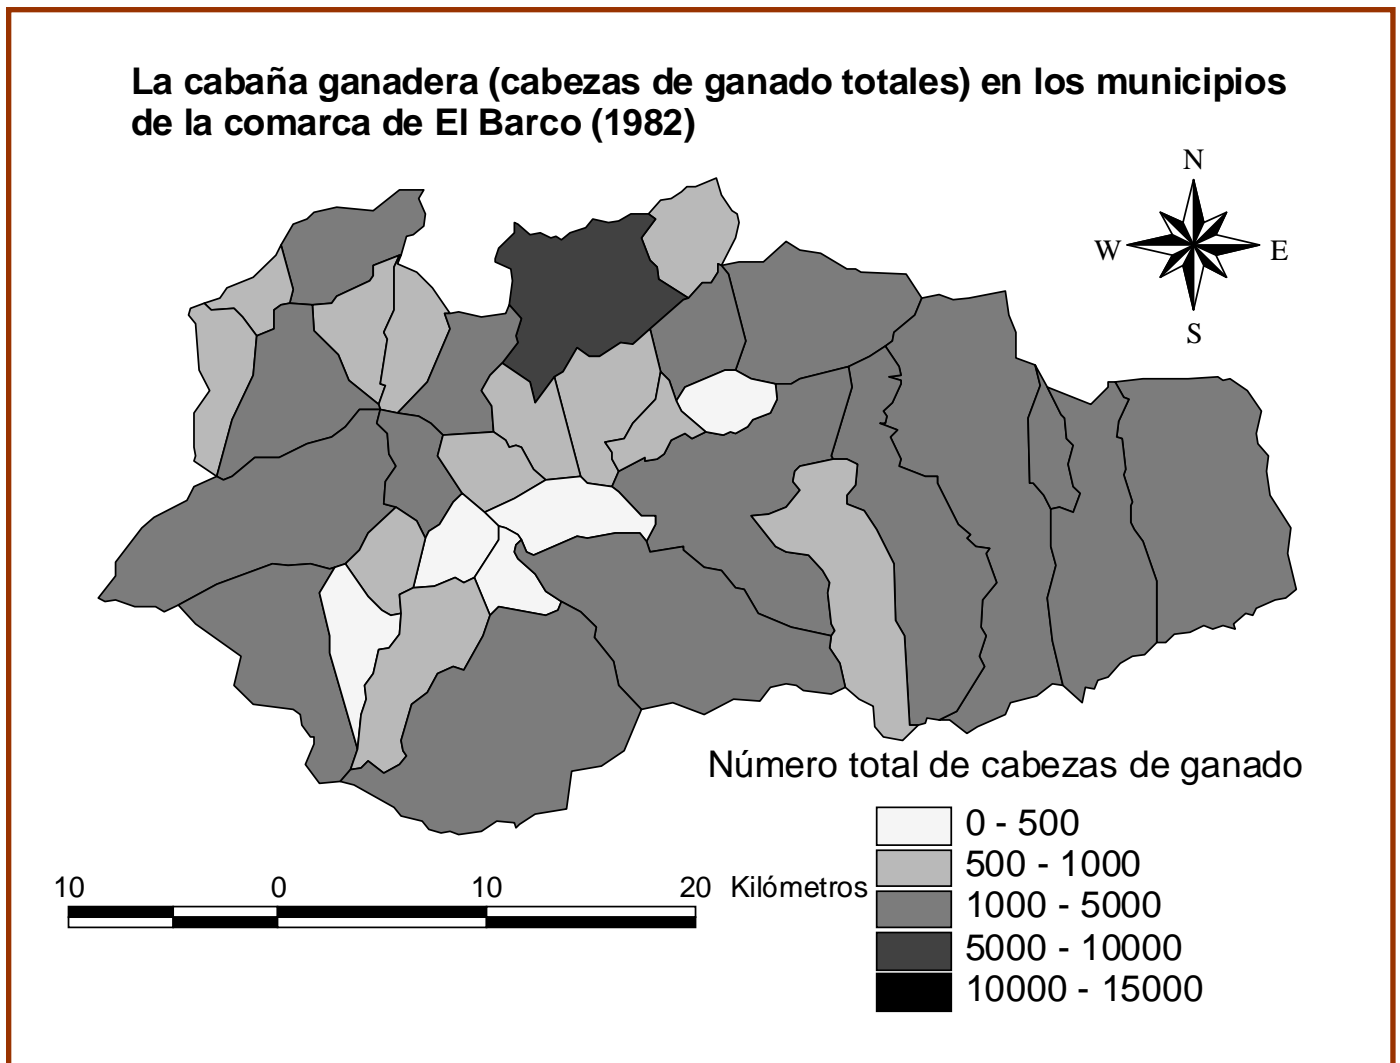 La cabaña ganadera (cabezas de ganado totales) en los municipios
de la comarca de El Barco (1982)
N
W
E
S
Número total de cabezas de ganado
0 - 500
500 - 1000
1000 - 5000
5000 - 10000
10000 - 15000
10 0 10 20 Kilómetros